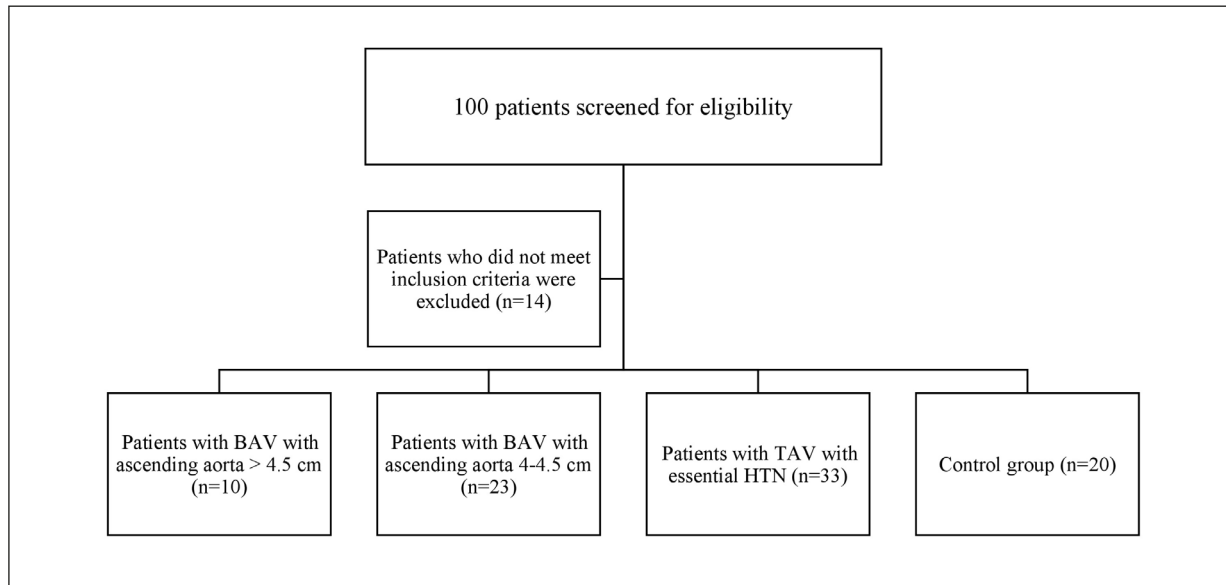 100 patients screened for eligibility
Patients who did not meet
inclusion criteria were
excluded (n=14)
Patients with BAV with
ascending aorta > 4.5 cm
(n=10)
Patients with BAV with
ascending aorta 4-4.5 cm
(n=23)
Patients with TAV with
essential HTN (n=33)
Control group (n=20)